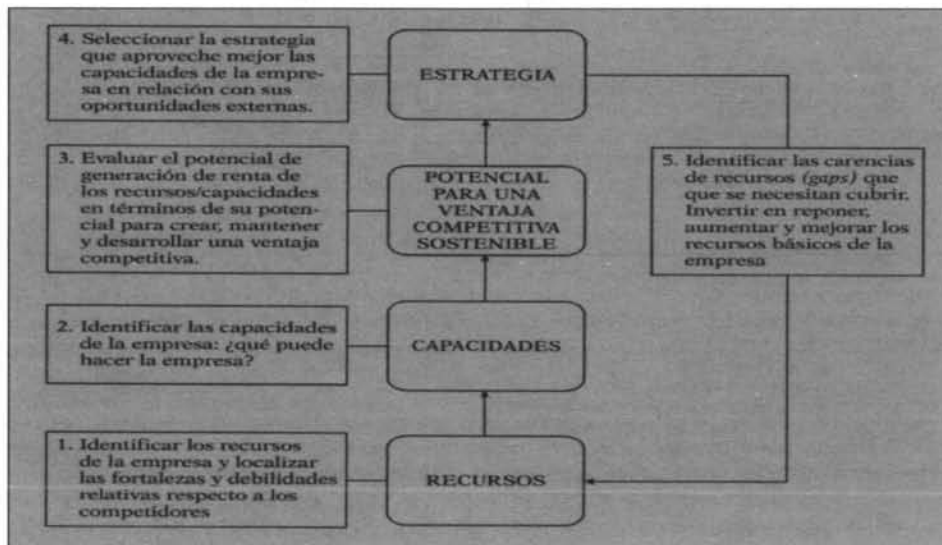 4. Seleccionar la estrategia
que aproveche mejor las
capacidades de la empre-
sa en relación con sus
oportunidades externas.
ESTRATEGIA
3. Evaluar el potencial de
generación de renta de
los recursos/capacidades
en términos de su poten-
cial para crear, mantener
y desarrollar una ventaja
competitiva.
POTENCIAL
PARA UNA
VENTAJA
COMPETITIVA
SOSTENIBLE
5. Identificar las carencias
de recursos (gaps) que
que se necesitan cubrir.
Invertir en reponer,
aumentar y mejorar los
recursos básicos de la
empresa
2. Identificar las capacidades
de la empresa: ¿qué puede
hacer la empresa?
CAPACIDADES
1. Identificar los recursos
de la empresa y localizar
las fortalezas y debilidades
relativas respecto a los
competidores
RECURSOS